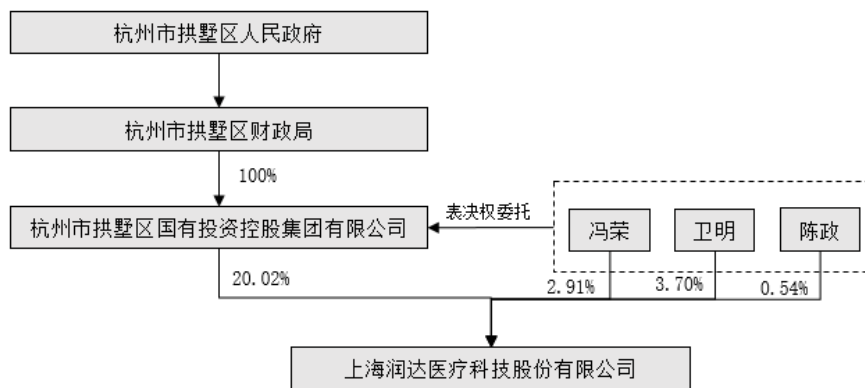 杭州市拱墅区人民政府
杭州市拱墅区财政局
100%
杭州市拱墅区国有投资控股集团有限公司
表决权委托
冯荣
卫明
陈政
20.02%
2.91%
3.70%
0.54%
上海润达医疗科技股份有限公司